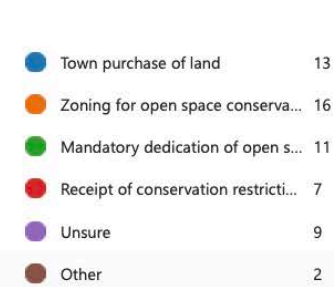 Town purchase of land 13
Zoning for open space conserva... 16
Mandatory dedication of open s... 11
Receipt of conservation restricti... 7
Unsure 9
Other 2